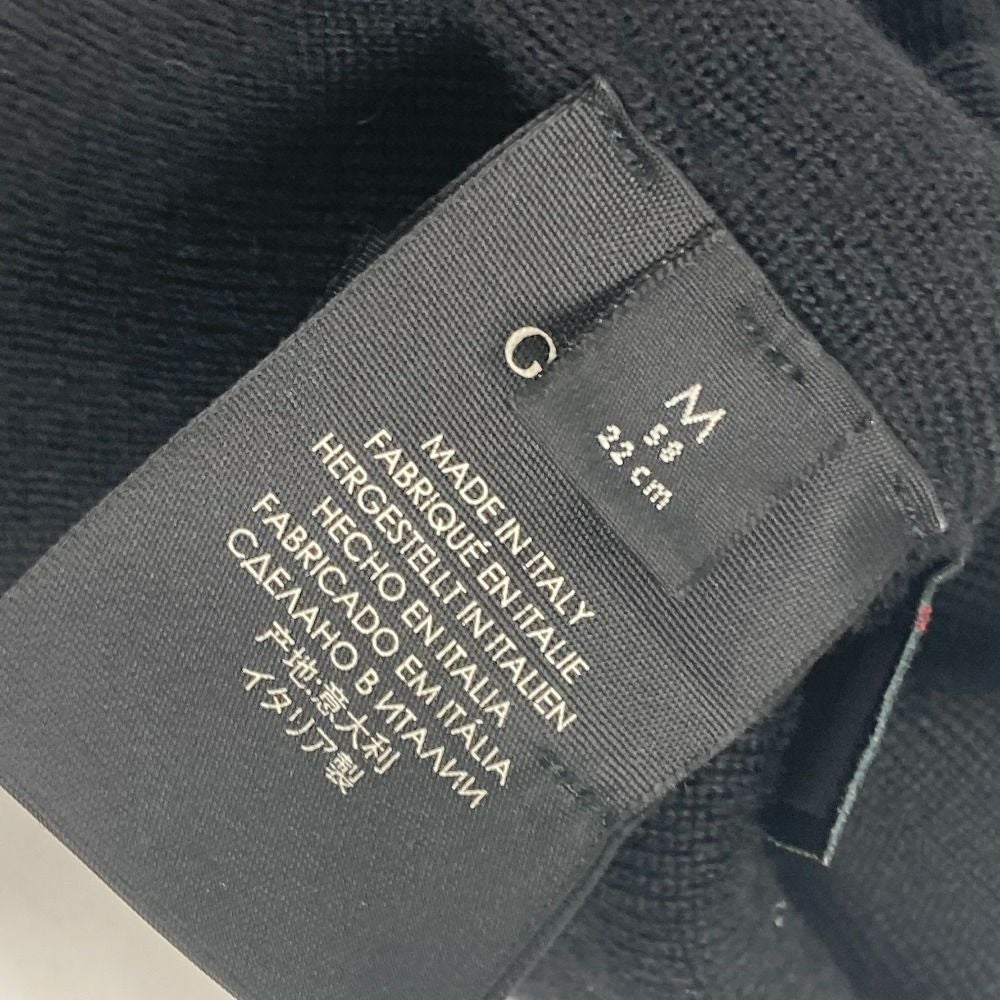 G
M
58
22 cm
MADE IN ITALY
FABRIQUÉ EN ITALIE
HERGESTELLT IN ITALIEN
HECHO EN ITALIA
FABRICADO EM ITÁLIA
СДЕЛАНО В ИТАЛИИ
产地:意大利
イタリア製